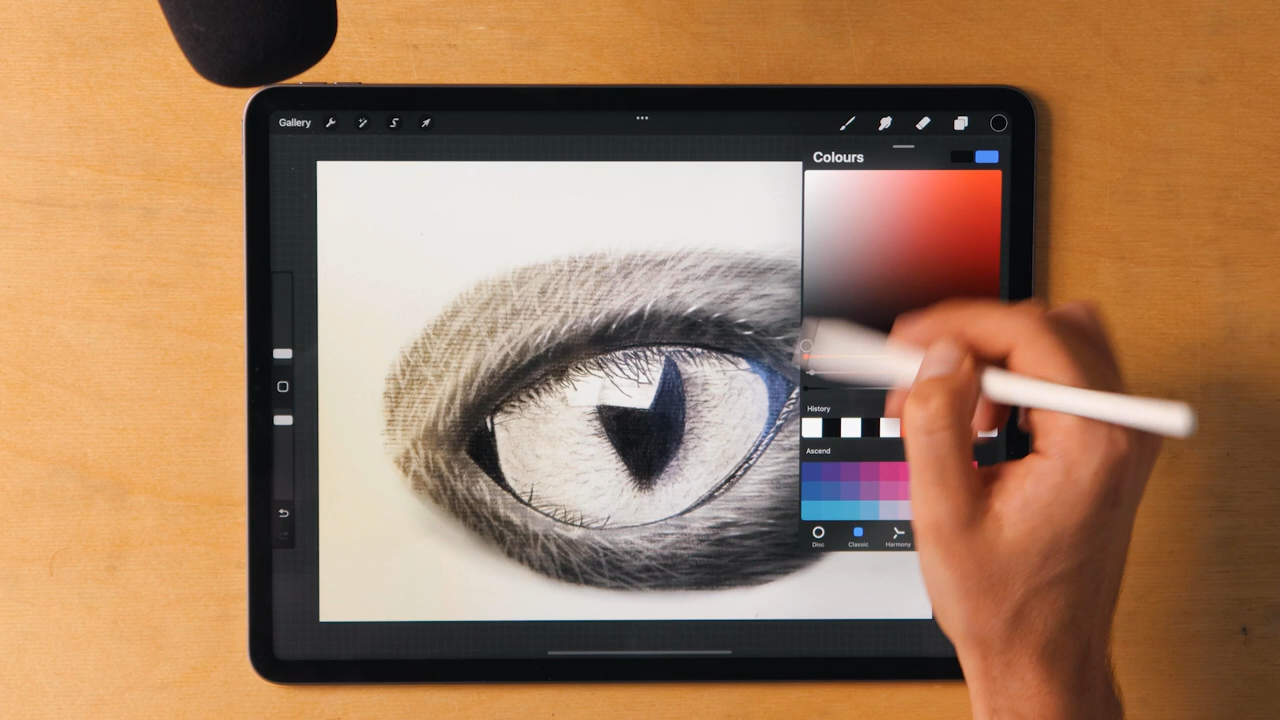 Gallery
Colours
History
Ascend
Disc
Classic
Harmony